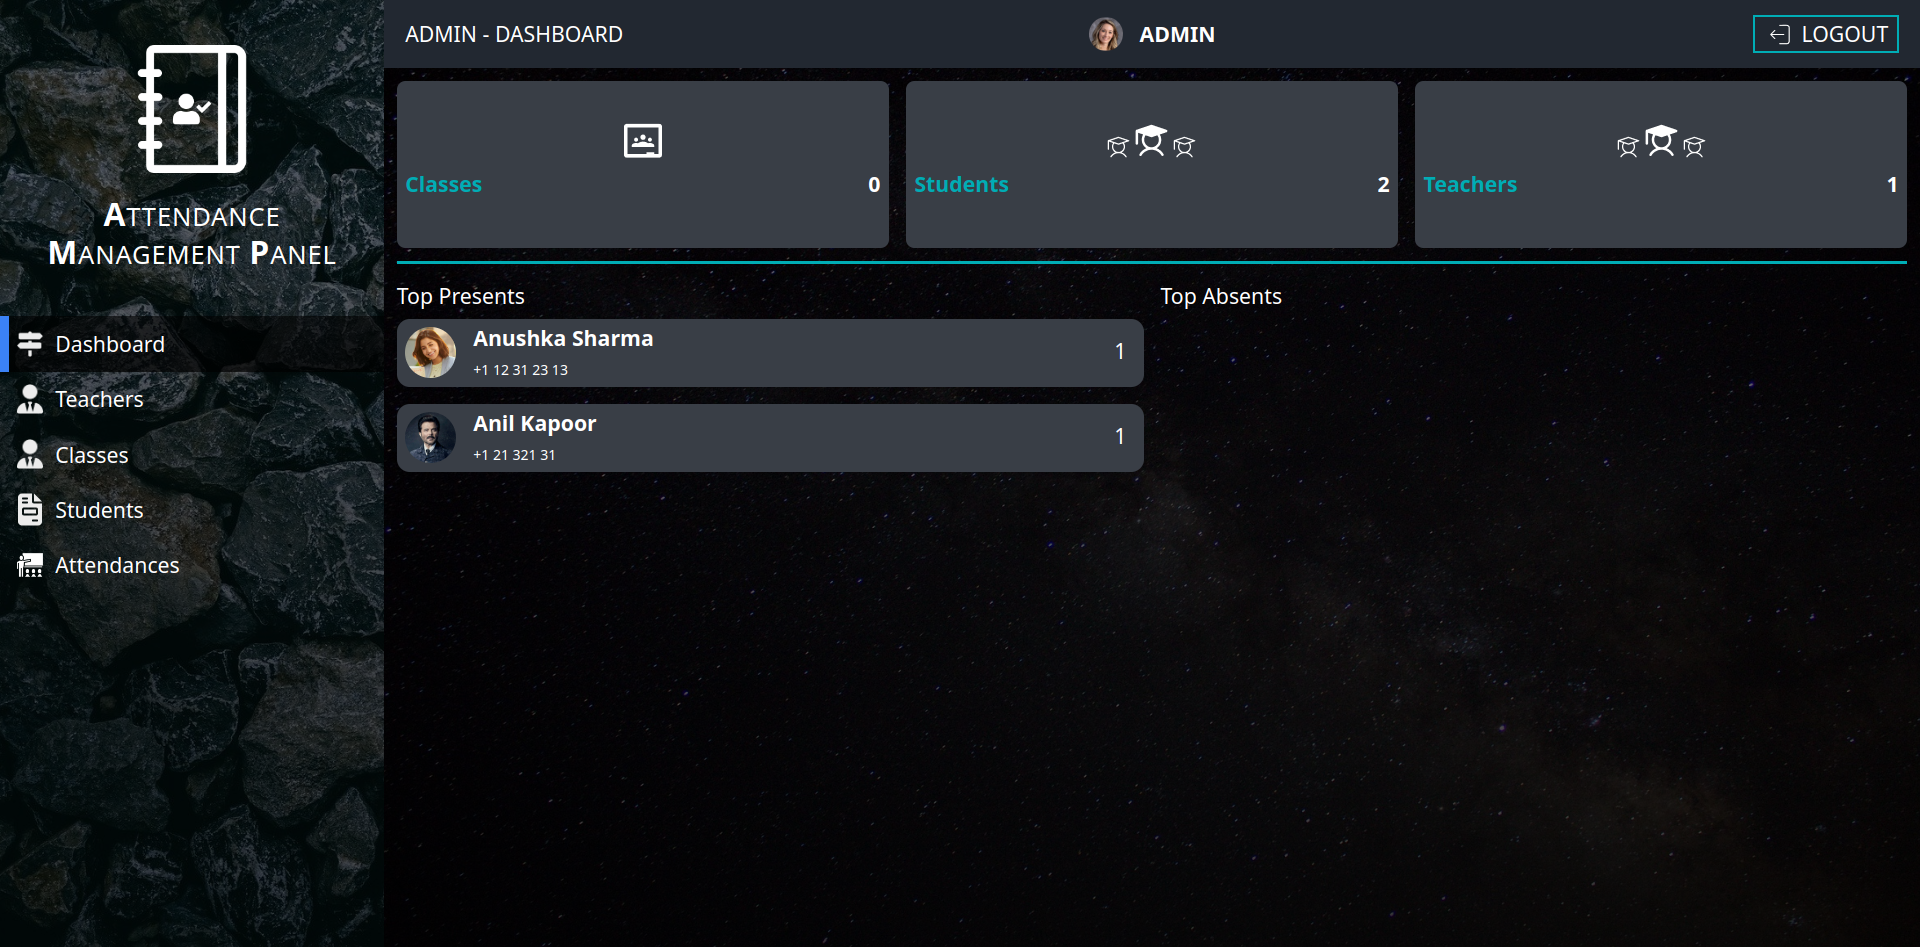 ATTENDANCE
MANAGEMENT PANEL
Dashboard
Teachers
Classes
Students
Attendances
ADMIN - DASHBOARD
ADMIN
LOGOUT
Classes 0
Students 2
Teachers 1
Top Presents
Anushka Sharma
+1 12 31 23 13
1
Anil Kapoor
+1 21 321 31
1
Top Absents